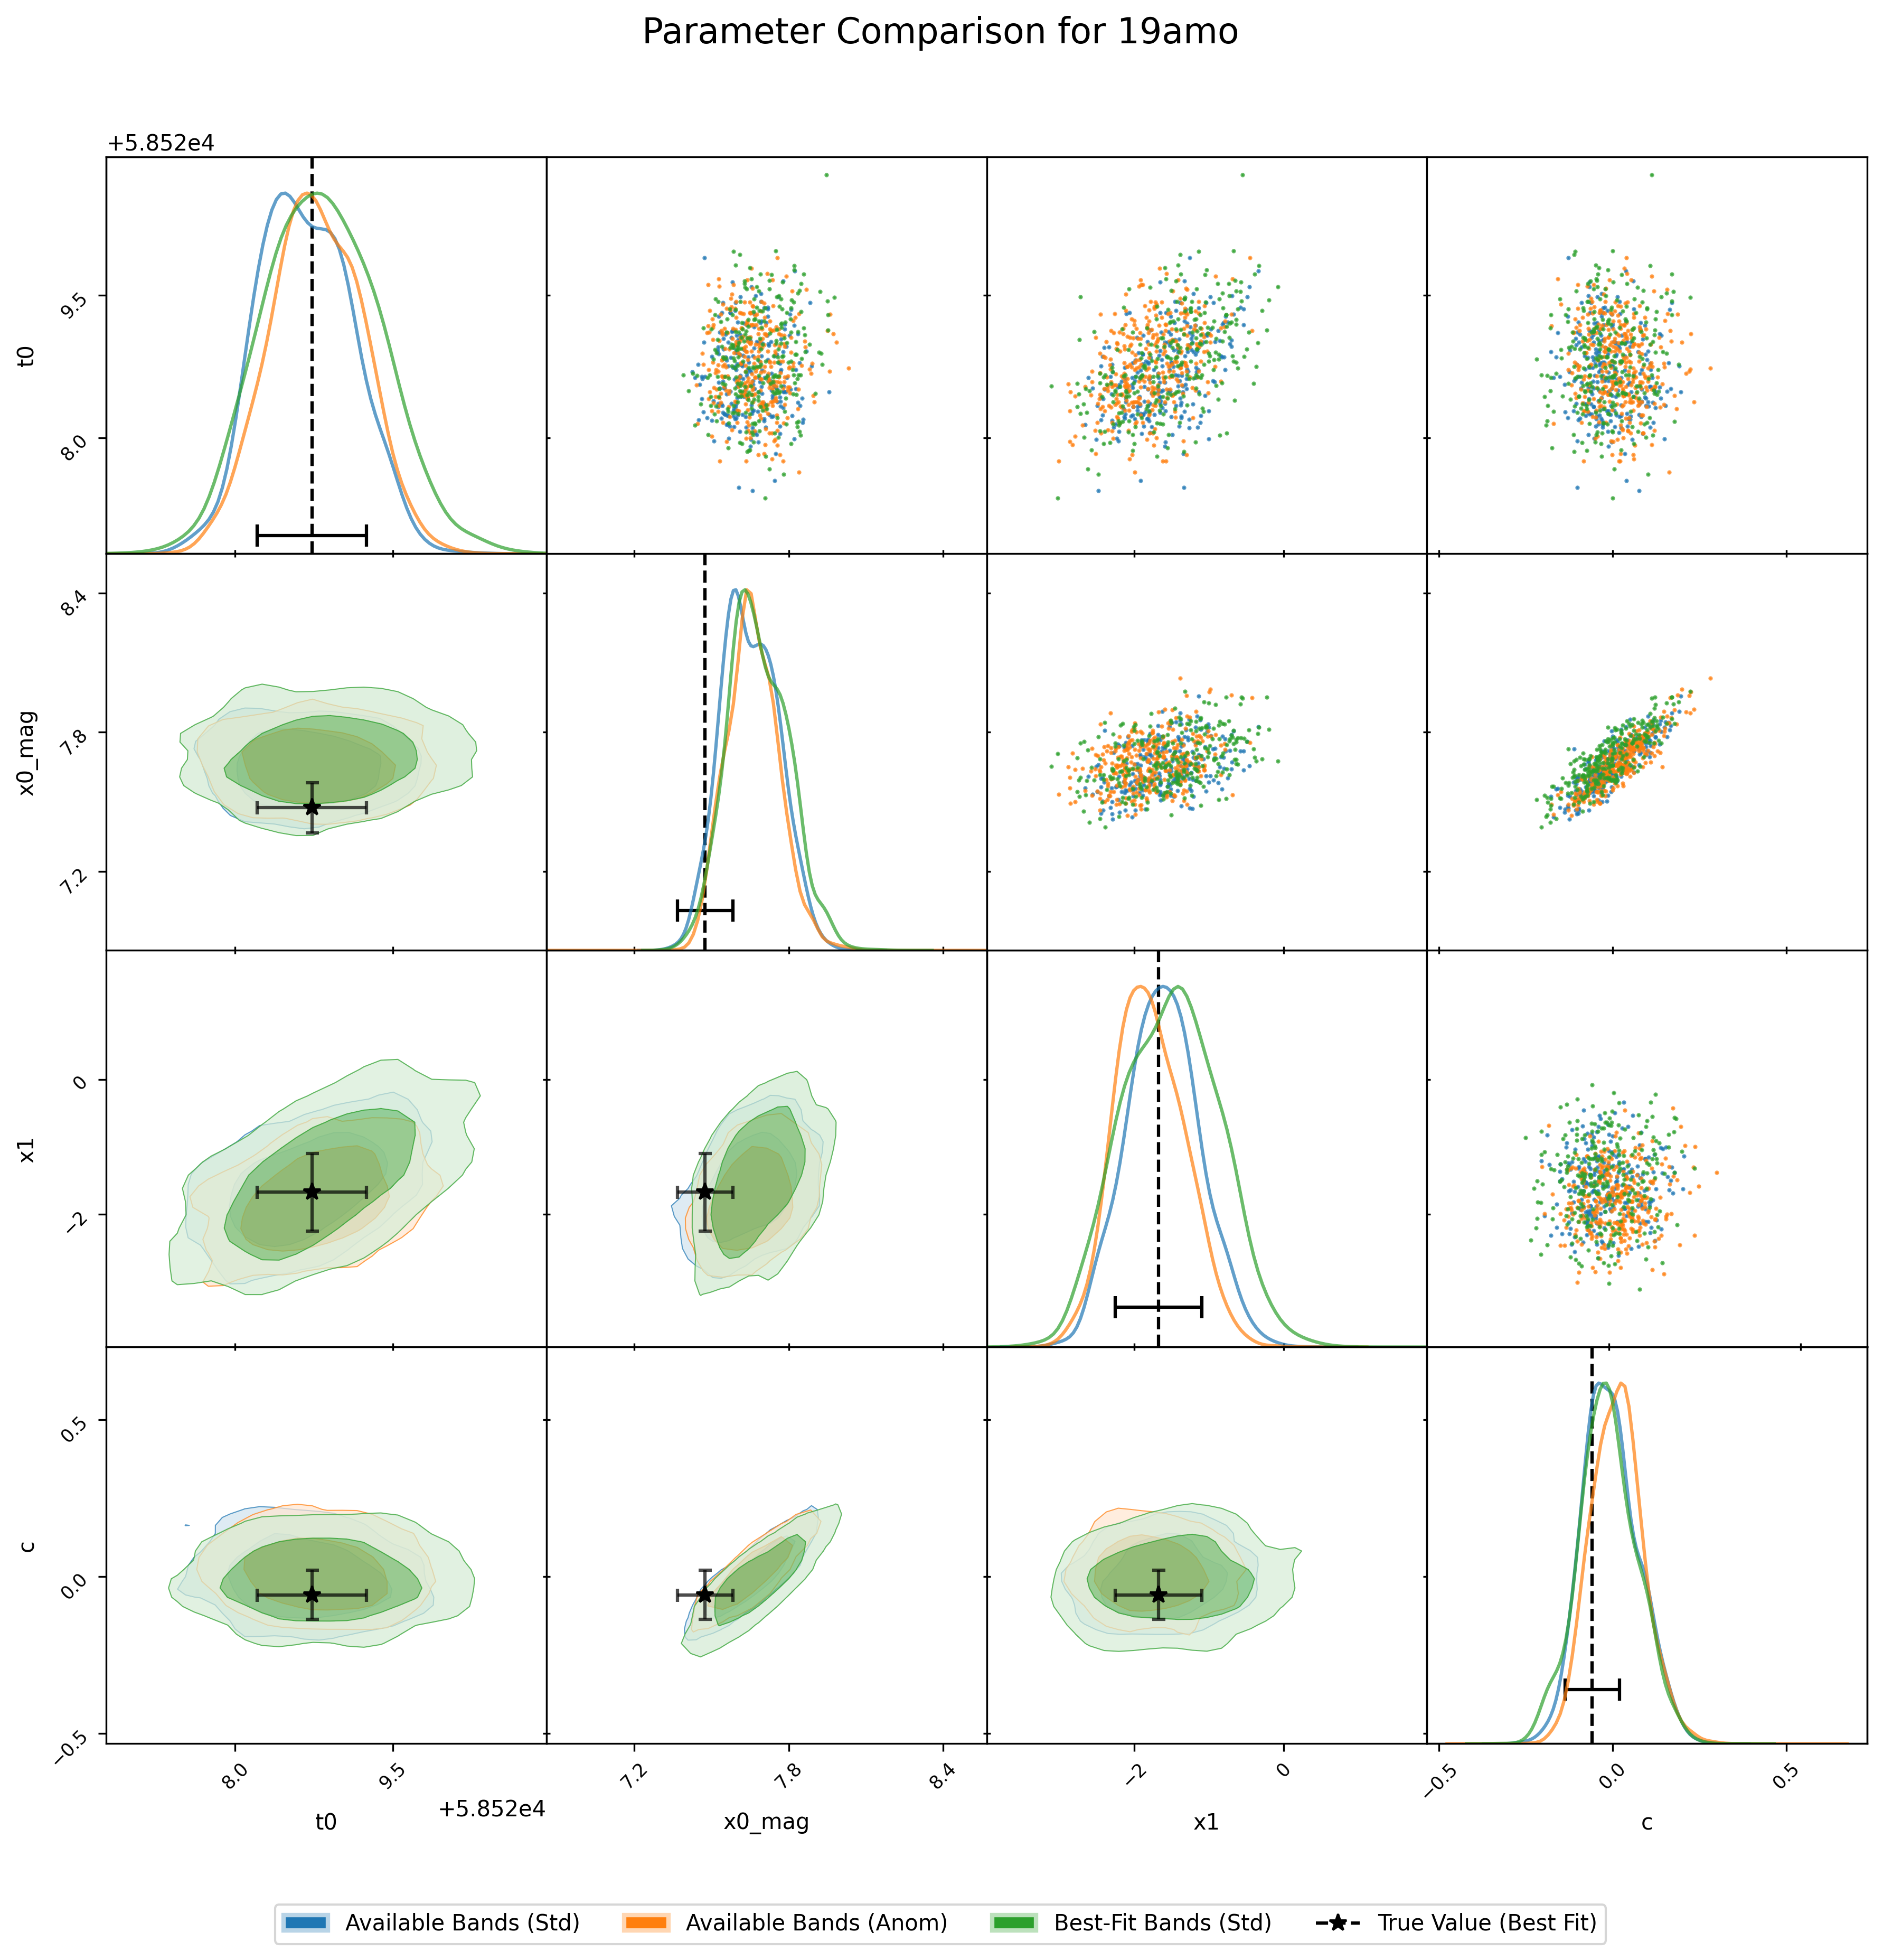 Parameter Comparison for 19amo
+5.852e4
t0
9.5
8.0
x0_mag
8.4
7.8
7.2
x1
0
−2
c
0.5
0.0
−0.5
8.0 9.5 7.2 7.8 8.4 −2 0 −0.5 0.0 0.5
+5.852e4
t0 x0_mag x1 c
Available Bands (Std) Available Bands (Anom) Best-Fit Bands (Std) True Value (Best Fit)